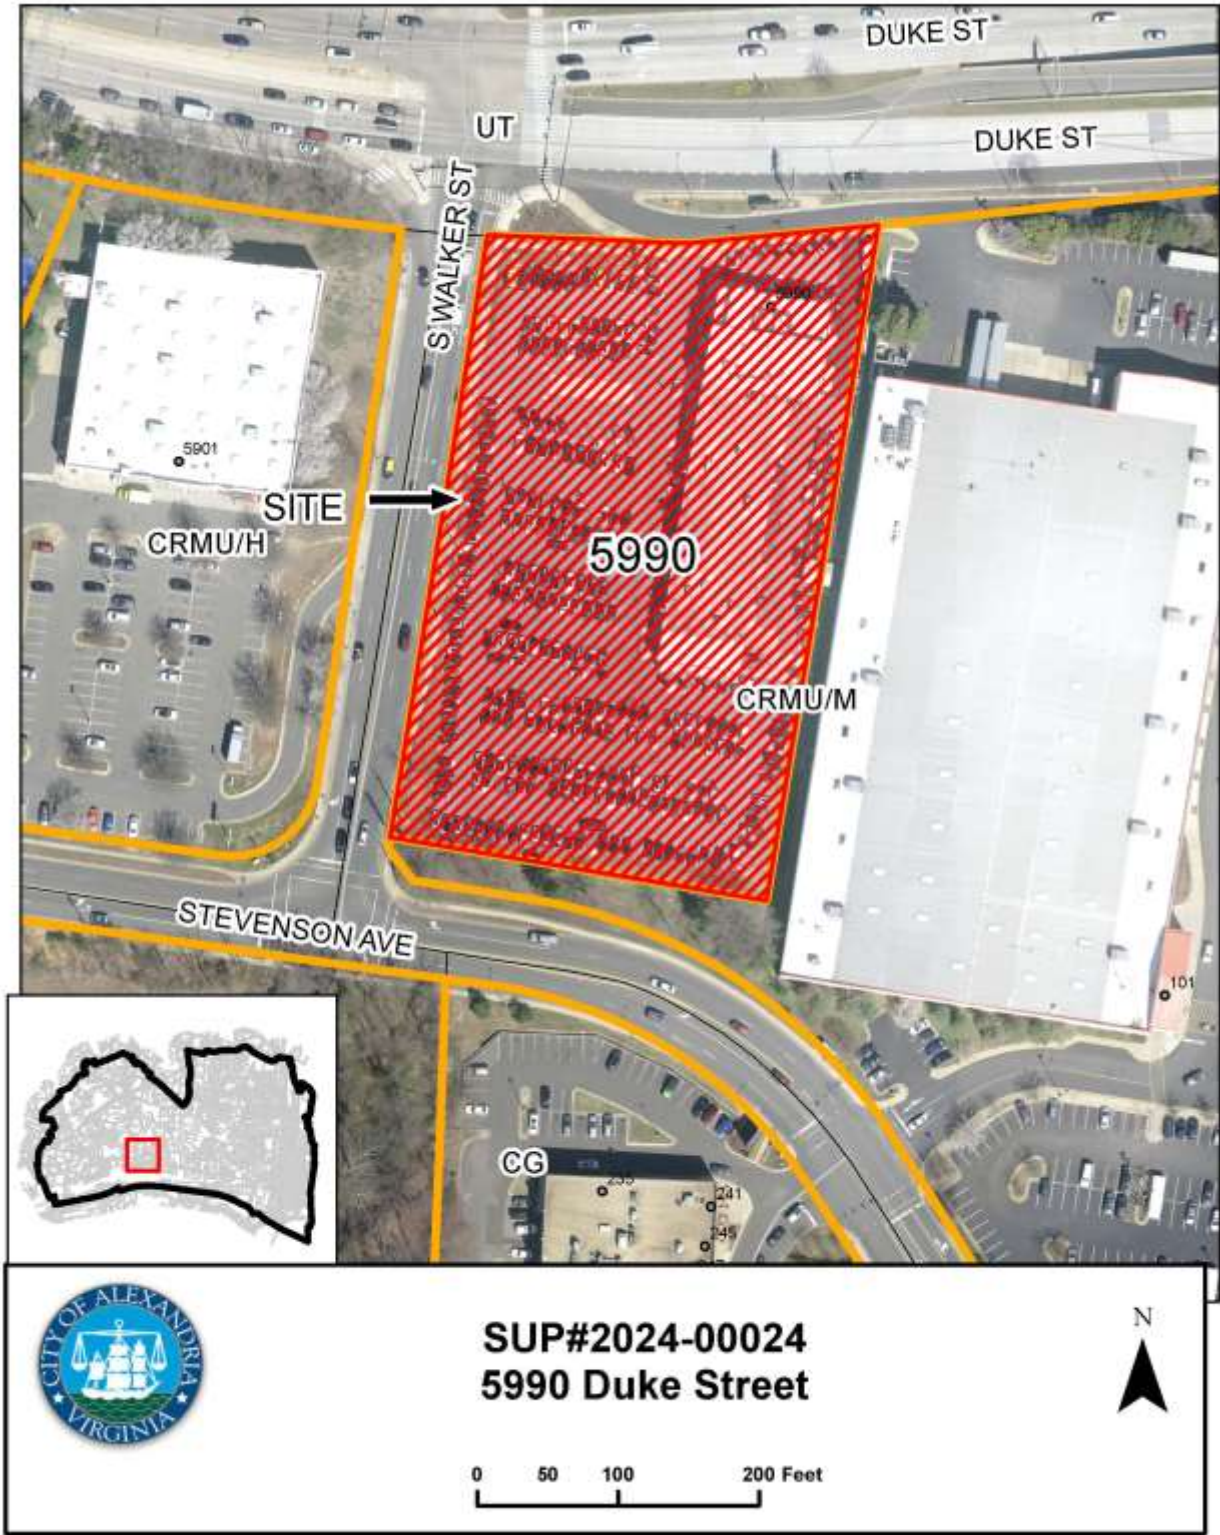 DUKE ST
UT
DUKE ST
S WALKER ST
5990
5901
SITE
CRMU/H
5990
CRMU/M
STEVENSON AVE
101
CG
235
241
245
CITY OF ALEXANDRIA
VIRGINIA
SUP#2024-00024
5990 Duke Street
N
0 50 100 200 Feet